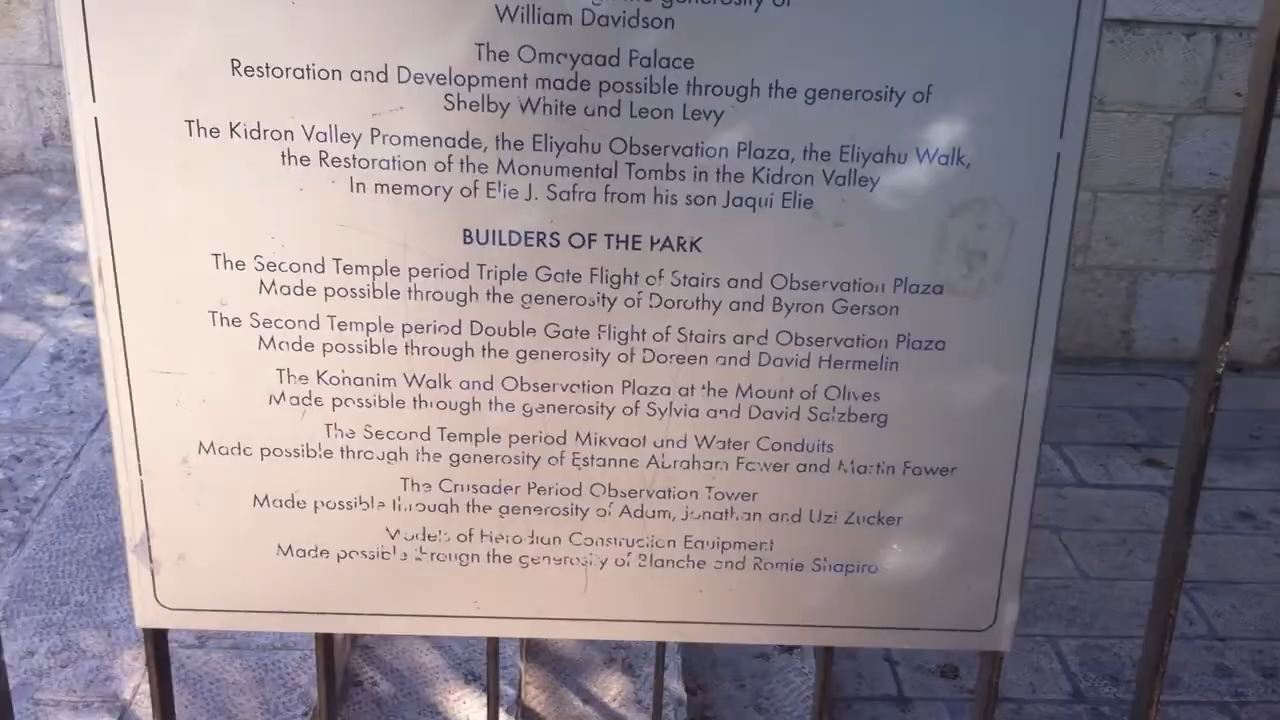 generosity of
William Davidson
The Omeyaad Palace
Restoration and Development made possible through the generosity of
Shelby White and Leon Levy
The Kidron Valley Promenade, the Eliyahu Observation Plaza, the Eliyahu Walk,
the Restoration of the Monumental Tombs in the Kidron Valley
In memory of Elie J. Safra from his son Jaqui Elie
BUILDERS OF THE PARK
The Second Temple period Triple Gate Flight of Stairs and Observation Plaza
Made possible through the generosity of Dorothy and Byron Gerson
The Second Temple period Double Gate Flight of Stairs and Observation Plaza
Made possible through the generosity of Doreen and David Hermelin
The Kohanim Walk and Observation Plaza at the Mount of Olives
Made possible through the generosity of Sylvia and David Salzberg
The Second Temple period Mikvaot and Water Conduits
Made possible through the generosity of Estanne Abraham Fawer and Martin Fawer
The Crusader Period Observation Tower
Made possible through the generosity of Adam, Jonathan and Uzi Zucker
Models of Herodian Construction Equipment
Made possible through the generosity of Blanche and Romie Shapiro